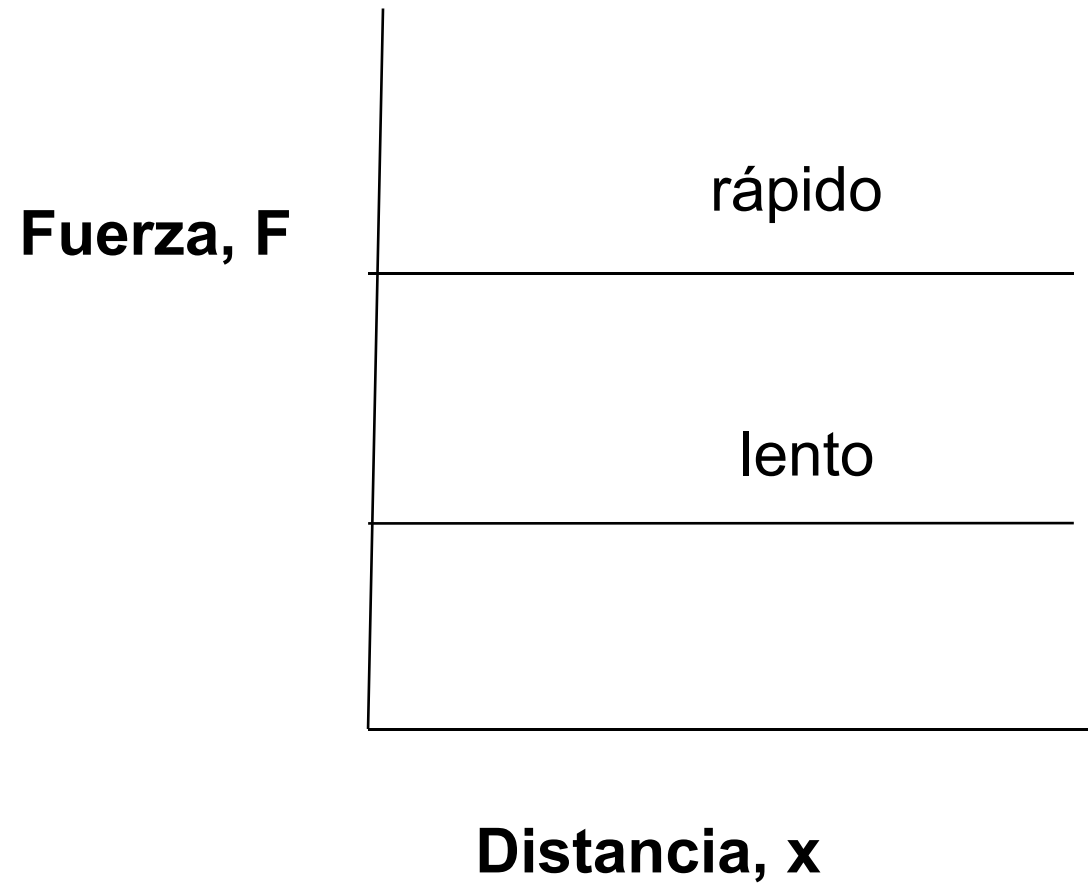 rápido
Fuerza, F
lento
Distancia, x